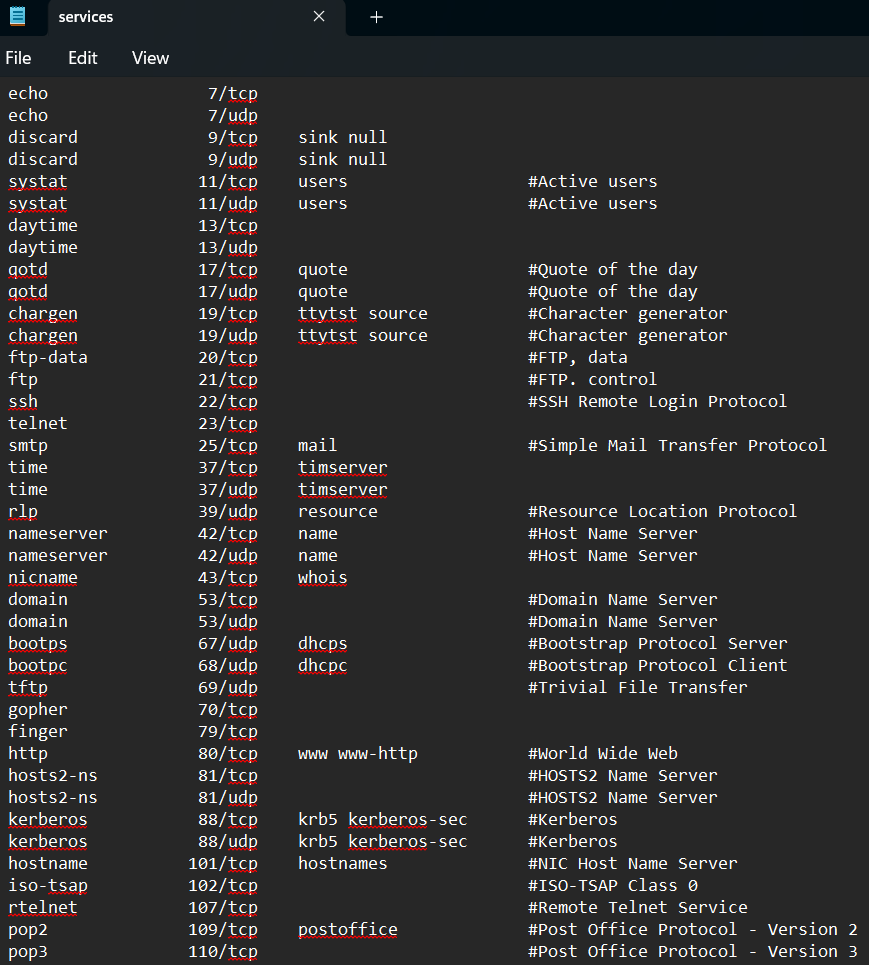 services
File Edit View
echo 7/tcp
echo 7/udp
discard 9/tcp sink null
discard 9/udp sink null
systat 11/tcp users #Active users
systat 11/udp users #Active users
daytime 13/tcp
daytime 13/udp
qotd 17/tcp quote #Quote of the day
qotd 17/udp quote #Quote of the day
chargen 19/tcp ttytst source #Character generator
chargen 19/udp ttytst source #Character generator
ftp-data 20/tcp #FTP, data
ftp 21/tcp #FTP. control
ssh 22/tcp #SSH Remote Login Protocol
telnet 23/tcp
smtp 25/tcp mail #Simple Mail Transfer Protocol
time 37/tcp timserver
time 37/udp timserver
rlp 39/udp resource #Resource Location Protocol
nameserver 42/tcp name #Host Name Server
nameserver 42/udp name #Host Name Server
nicname 43/tcp whois
domain 53/tcp #Domain Name Server
domain 53/udp #Domain Name Server
bootps 67/udp dhcps #Bootstrap Protocol Server
bootpc 68/udp dhcpc #Bootstrap Protocol Client
tftp 69/udp #Trivial File Transfer
gopher 70/tcp
finger 79/tcp
http 80/tcp www www-http #World Wide Web
hosts2-ns 81/tcp #HOSTS2 Name Server
hosts2-ns 81/udp #HOSTS2 Name Server
kerberos 88/tcp krb5 kerberos-sec #Kerberos
kerberos 88/udp krb5 kerberos-sec #Kerberos
hostname 101/tcp hostnames #NIC Host Name Server
iso-tsap 102/tcp #ISO-TSAP Class 0
rtelnet 107/tcp #Remote Telnet Service
pop2 109/tcp postoffice #Post Office Protocol - Version 2
pop3 110/tcp #Post Office Protocol - Version 3